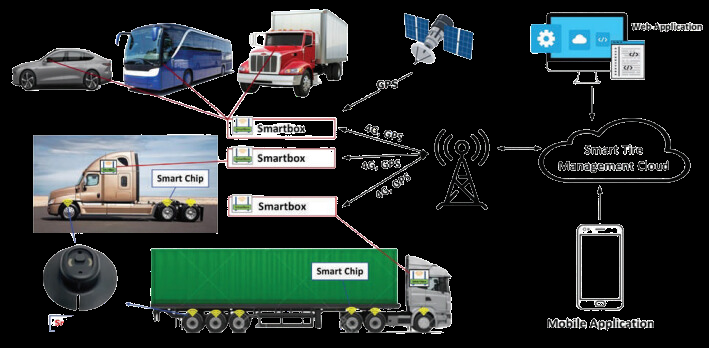 Web Application
GPS
Smartbox
4G, GPS
Smartbox
4G, GPS
Smart Tire
Management Cloud
Smart Chip
Smartbox
4G, GPS
Smart Chip
Mobile Application